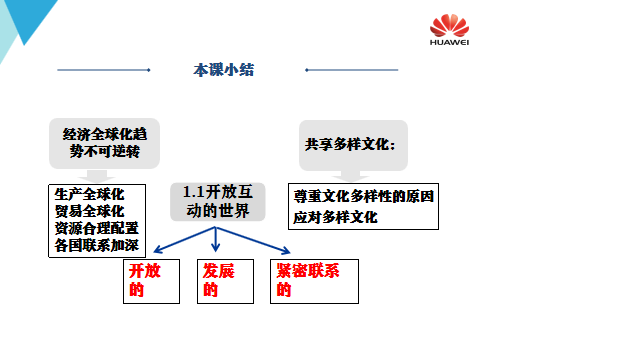 HUAWEI
本课小结
经济全球化趋
势不可逆转
共享多样文化：
生产全球化
贸易全球化
资源合理配置
各国联系加深
1.1开放互
动的世界
尊重文化多样性的原因
应对多样文化
开放
的
发展
的
紧密联系
的